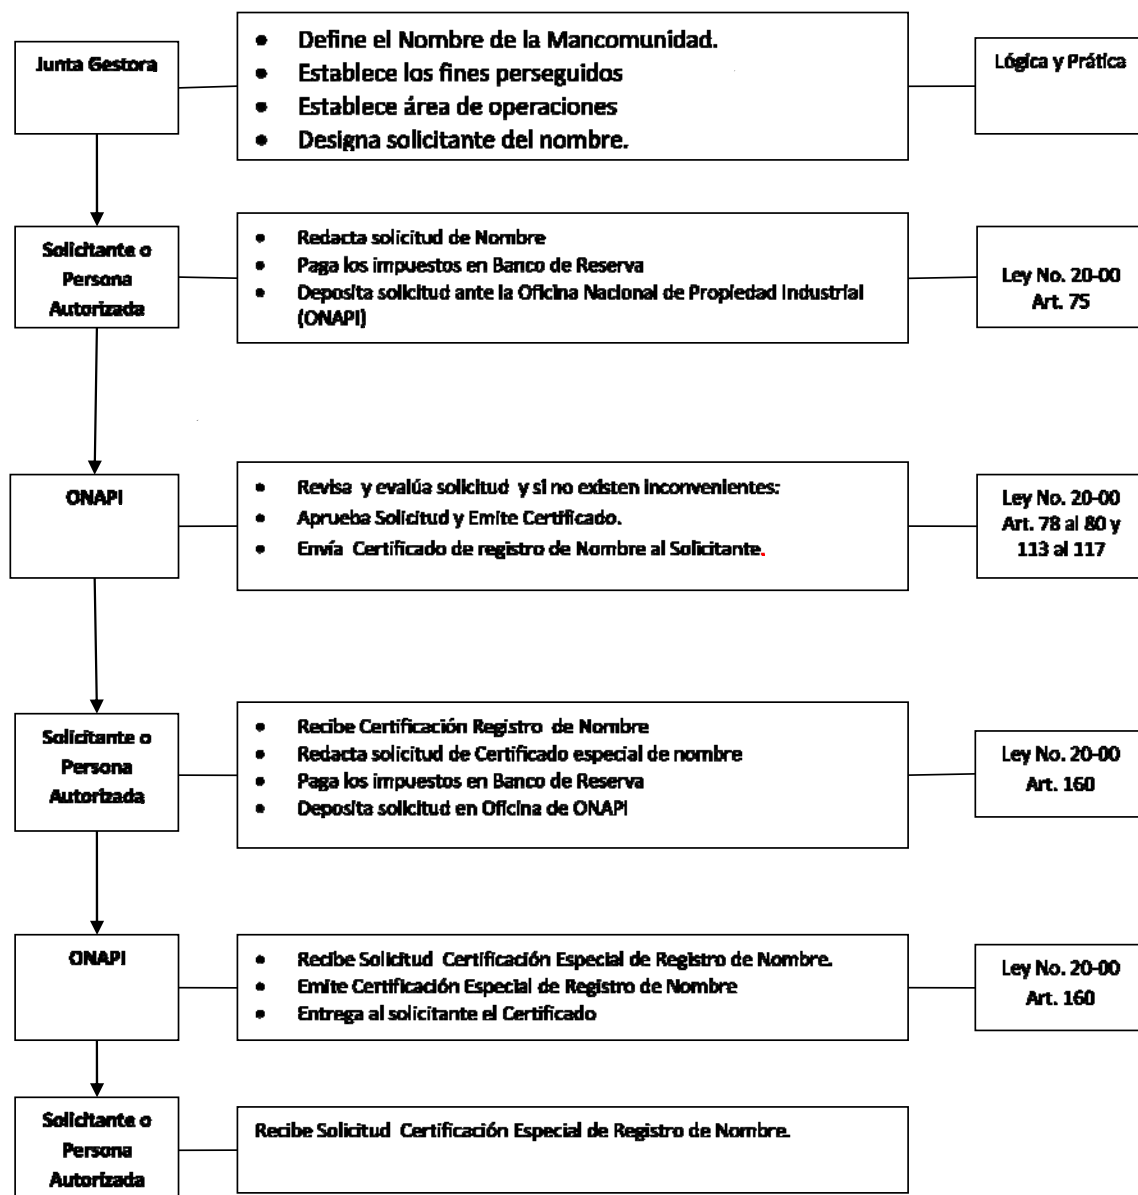 Junta Gestora
• Define el Nombre de la Mancomunidad.
• Establece los fines perseguidos
• Establece área de operaciones
• Designa solicitante del nombre.
Lógica y Prática
Solicitante o
Persona
Autorizada
• Redacta solicitud de Nombre
• Paga los impuestos en Banco de Reserva
• Deposita solicitud ante la Oficina Nacional de Propiedad Industrial
(ONAPI)
Ley No. 20-00
Art. 75
ONAPI
• Revisa y evalúa solicitud y si no existen inconvenientes:
• Aprueba Solicitud y Emite Certificado.
• Envía Certificado de registro de Nombre al Solicitante.
Ley No. 20-00
Art. 78 al 80 y
113 al 117
Solicitante o
Persona
Autorizada
• Recibe Certificación Registro de Nombre
• Redacta solicitud de Certificado especial de nombre
• Paga los impuestos en Banco de Reserva
• Deposita solicitud en Oficina de ONAPI
Ley No. 20-00
Art. 160
ONAPI
• Recibe Solicitud Certificación Especial de Registro de Nombre.
• Emite Certificación Especial de Registro de Nombre
• Entrega al solicitante el Certificado
Ley No. 20-00
Art. 160
Solicitante o
Persona
Autorizada
Recibe Solicitud Certificación Especial de Registro de Nombre.